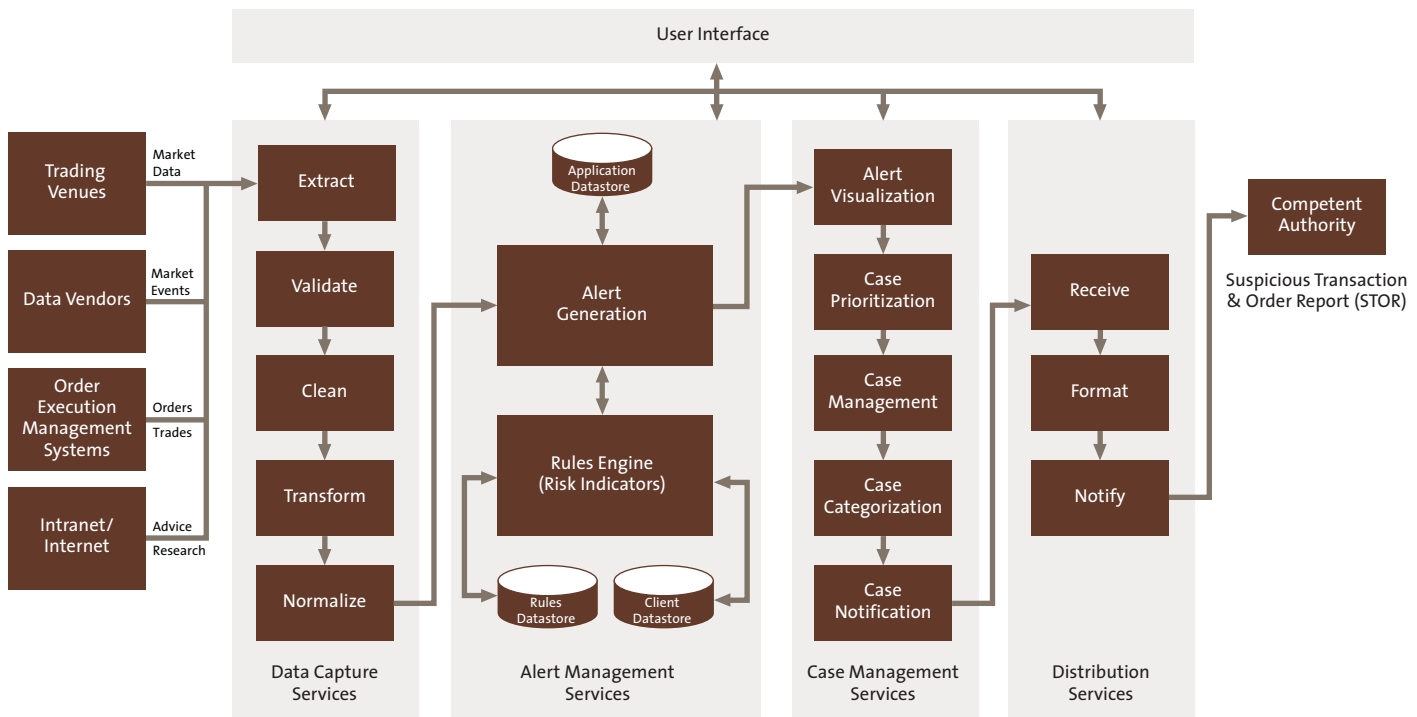 User Interface
Trading
Venues
Market
Data
Data Vendors
Market
Events
Order
Execution
Management
Systems
Orders
Trades
Intranet/
Internet
Advice
Research
Extract
Validate
Clean
Transform
Normalize
Data Capture
Services
Application
Datastore
Alert
Generation
Rules Engine
(Risk Indicators)
Rules
Datastore
Client
Datastore
Alert Management
Services
Alert
Visualization
Case
Prioritization
Case
Management
Case
Categorization
Case
Notification
Case Management
Services
Receive
Format
Notify
Distribution
Services
Competent
Authority
Suspicious Transaction
& Order Report (STOR)